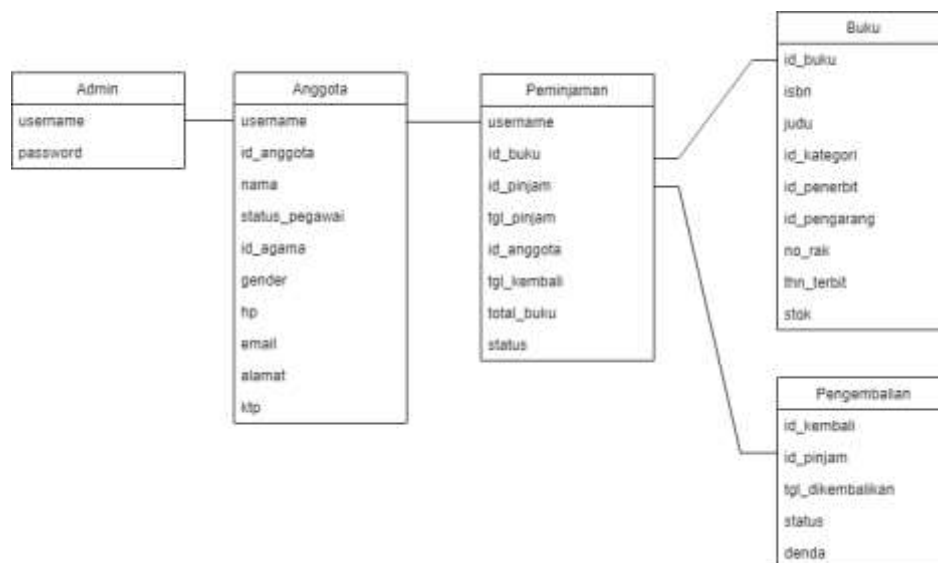 Admin
username
password
Anggota
username
id_anggota
nama
status_pegawai
id_agama
gender
hp
email
alamat
ktp
Peminjaman
username
id_buku
id_pinjam
tgl_pinjam
id_anggota
tgl_kembali
total_buku
status
Buku
id_buku
isbn
judu
id_kategori
id_penerbit
id_pengarang
no_rak
thn_terbit
stok
Pengembalian
id_kembali
id_pinjam
tgl_dikembalikan
status
denda